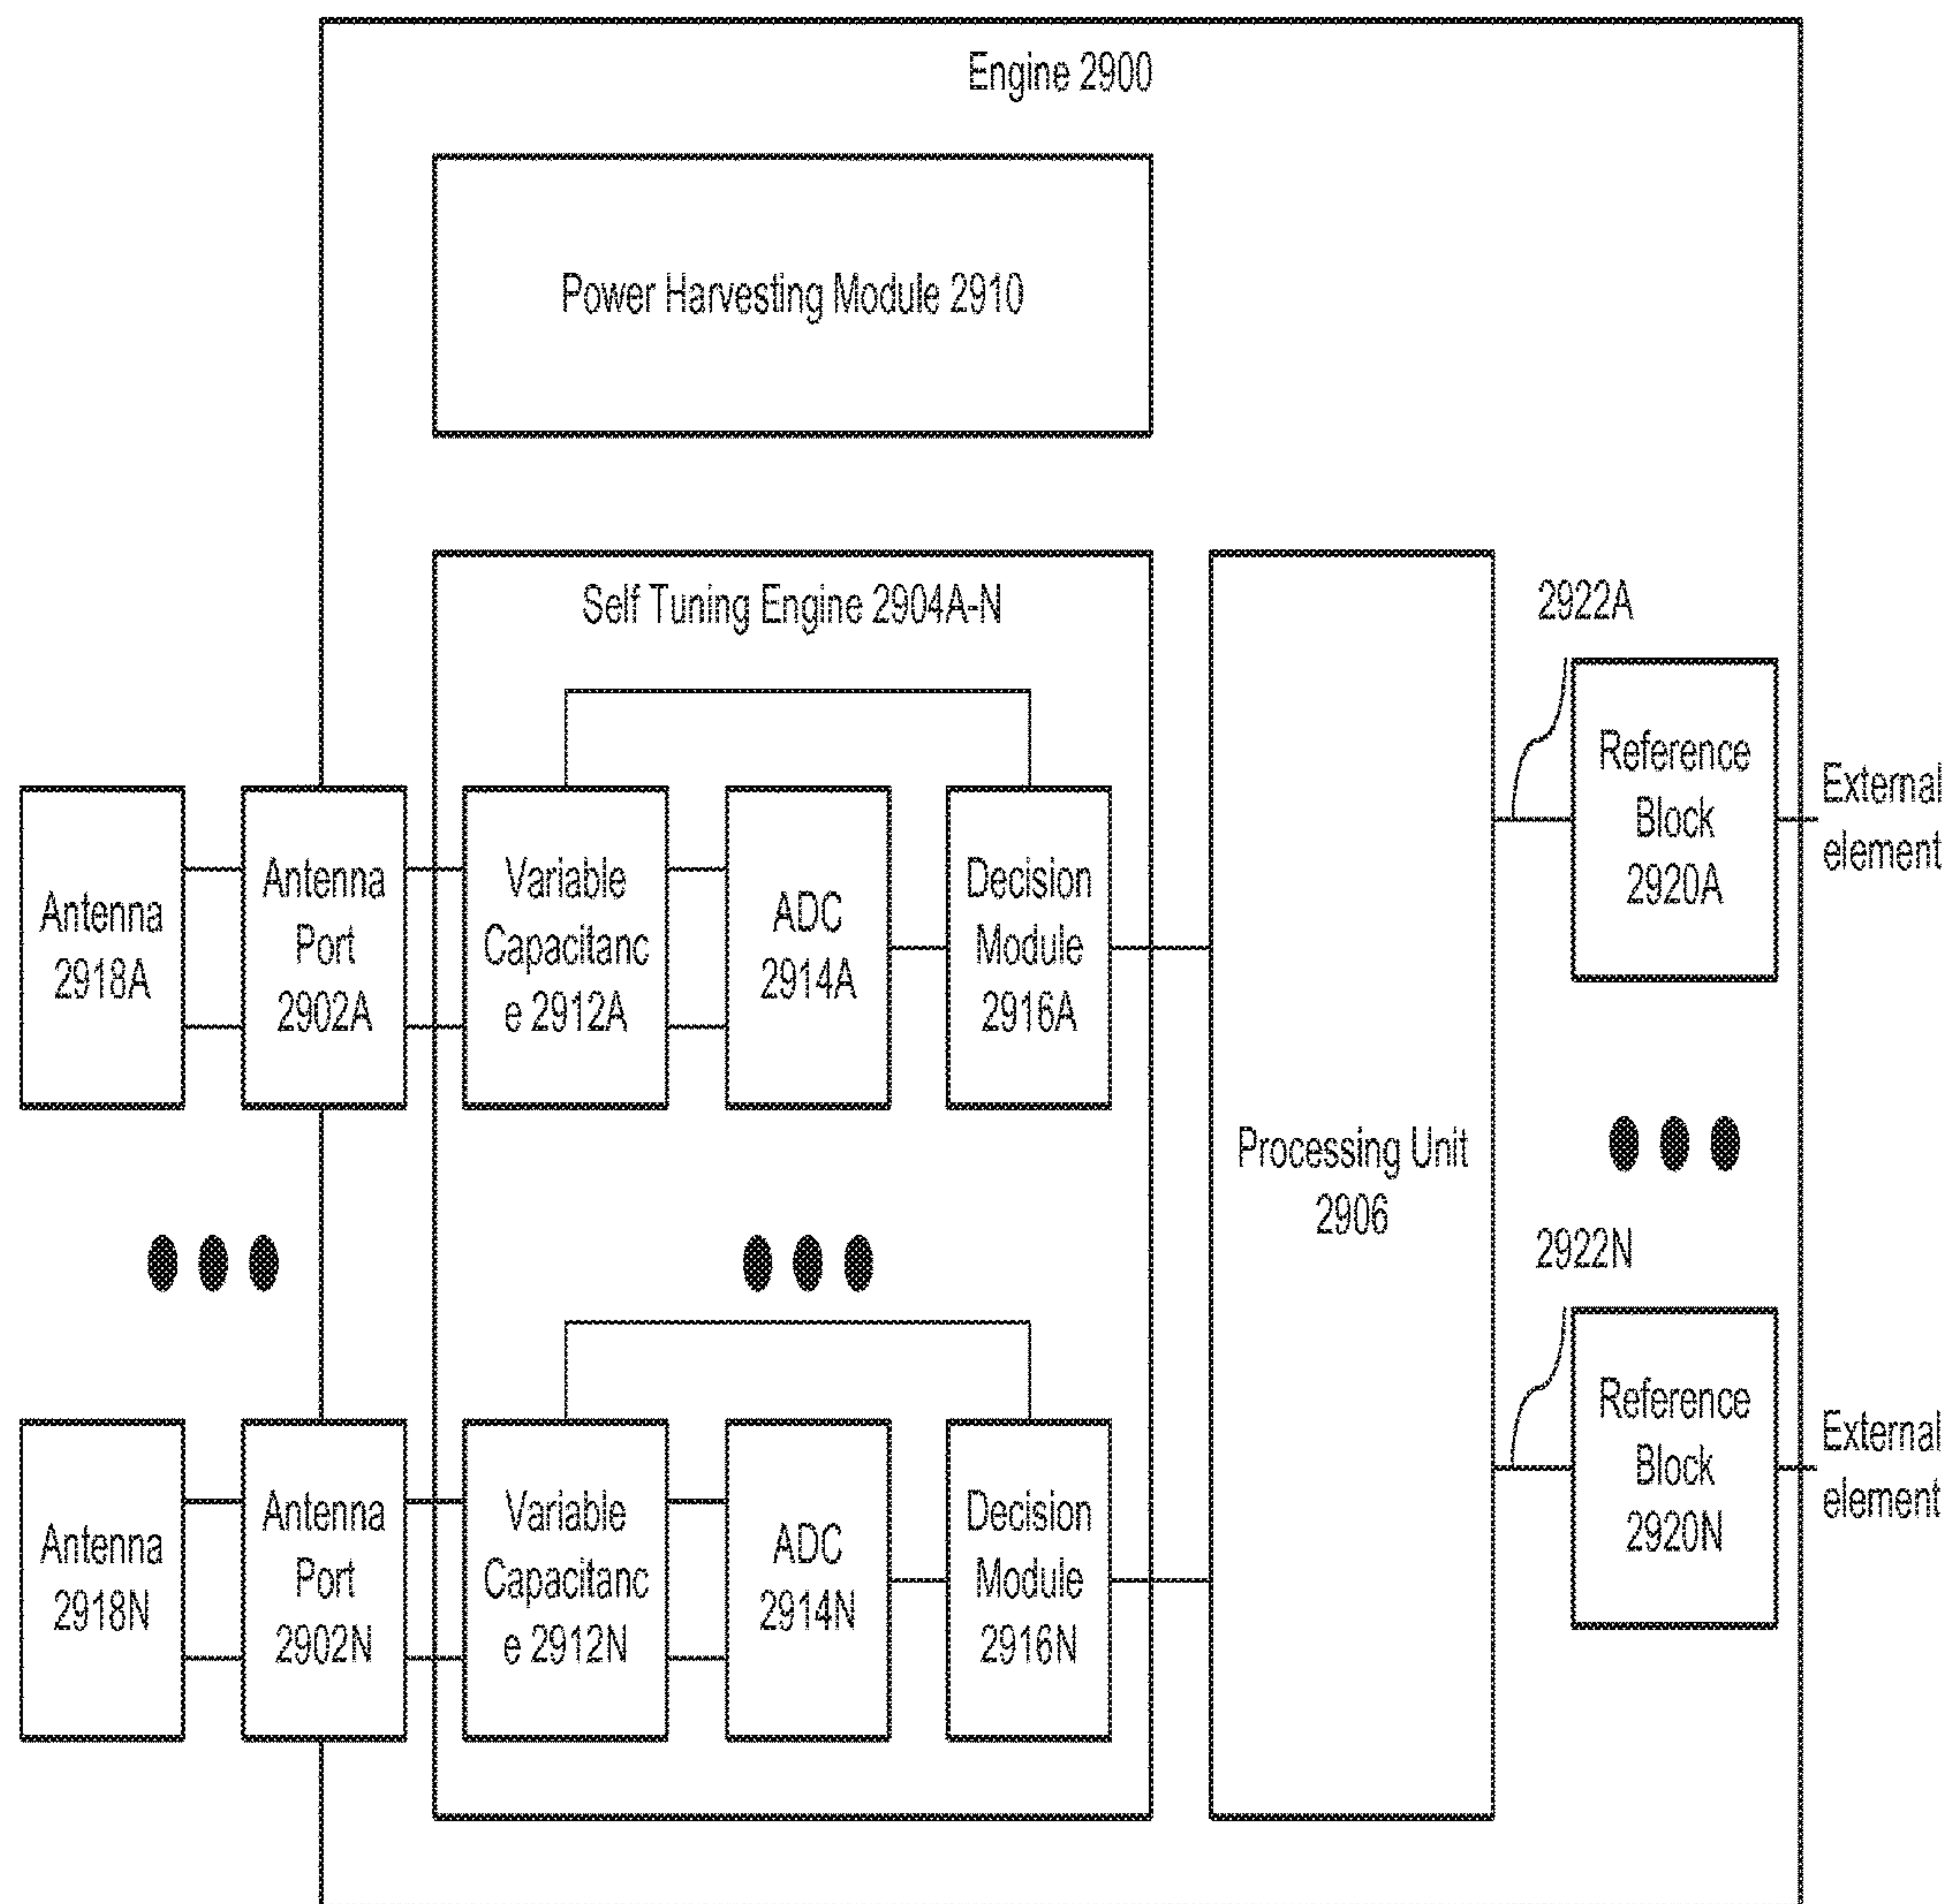 Engine 2900
Power Harvesting Module 2910
Self Tuning Engine 2904A-N
2922A
Antenna
2918A
Antenna
Port
2902A
Variable
Capacitanc
e 2912A
ADC
2914A
Decision
Module
2916A
Processing Unit
2906
Reference
Block
2920A
External
element
2922N
Antenna
2918N
Antenna
Port
2902N
Variable
Capacitanc
e 2912N
ADC
2914N
Decision
Module
2916N
Reference
Block
2920N
External
element